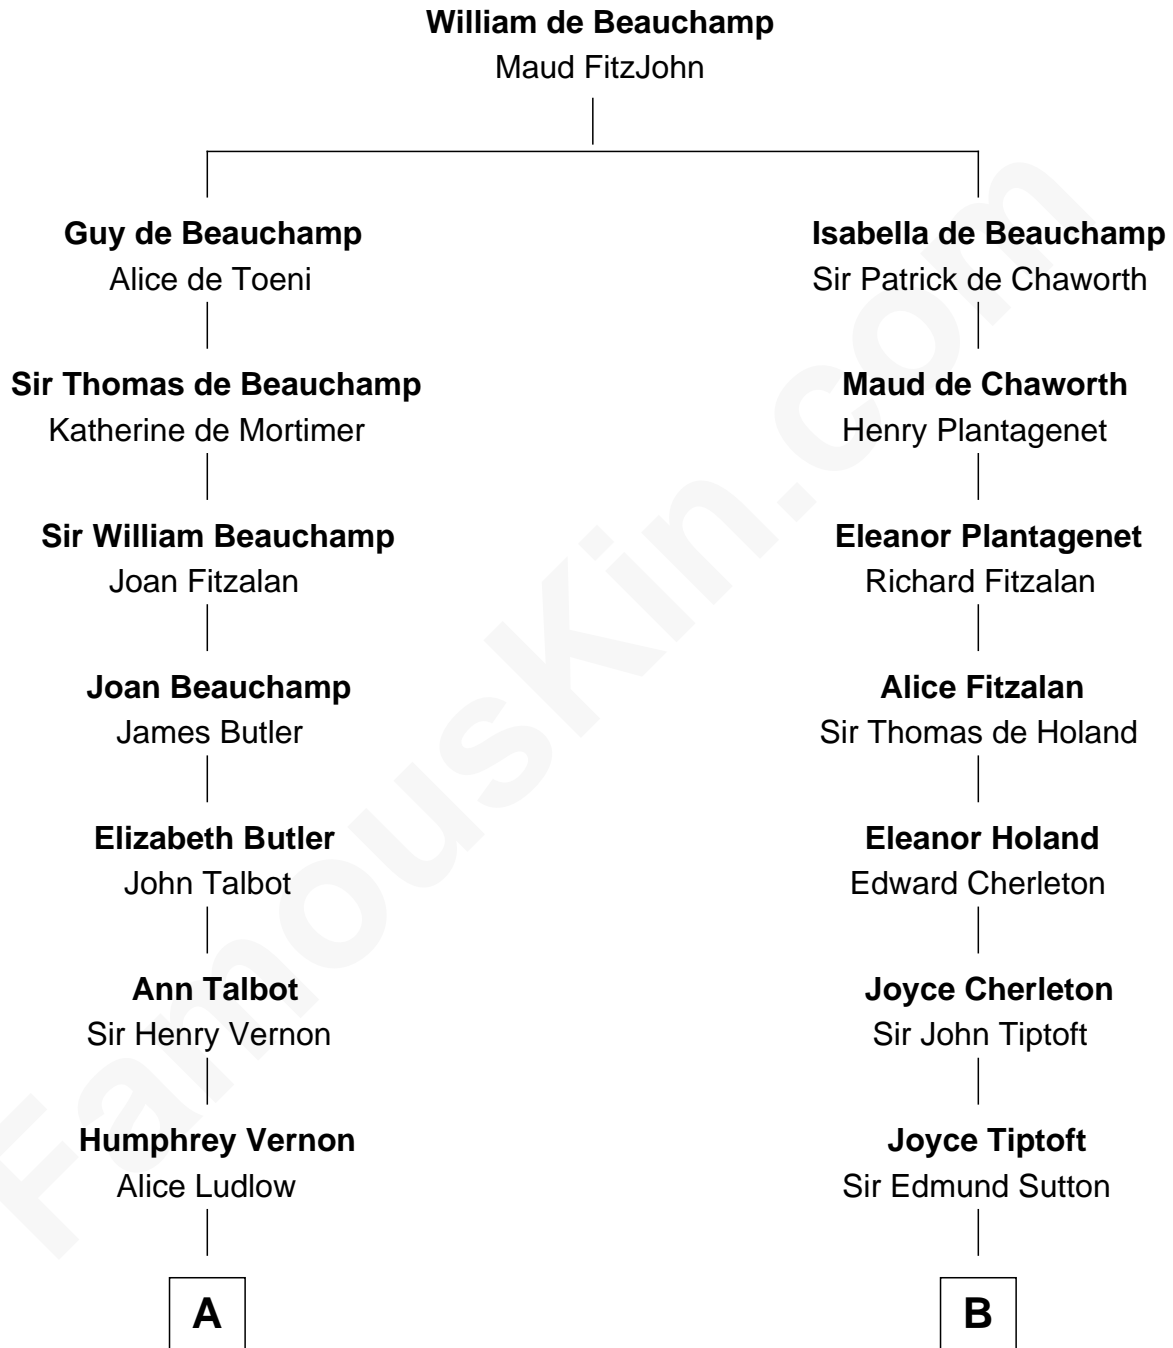 William de Beauchamp
Maud FitzJohn
Guy de Beauchamp
Alice de Toeni
Sir Thomas de Beauchamp
Katherine de Mortimer
Sir William Beauchamp
Joan Fitzalan
Joan Beauchamp
James Butler
Elizabeth Butler
John Talbot
Ann Talbot
Sir Henry Vernon
Humphrey Vernon
Alice Ludlow
A
Isabella de Beauchamp
Sir Patrick de Chaworth
Maud de Chaworth
Henry Plantagenet
Eleanor Plantagenet
Richard Fitzalan
Alice Fitzalan
Sir Thomas de Holand
Eleanor Holand
Edward Cherleton
Joyce Cherleton
Sir John Tiptoft
Joyce Tiptoft
Sir Edmund Sutton
B
FamousKin.com